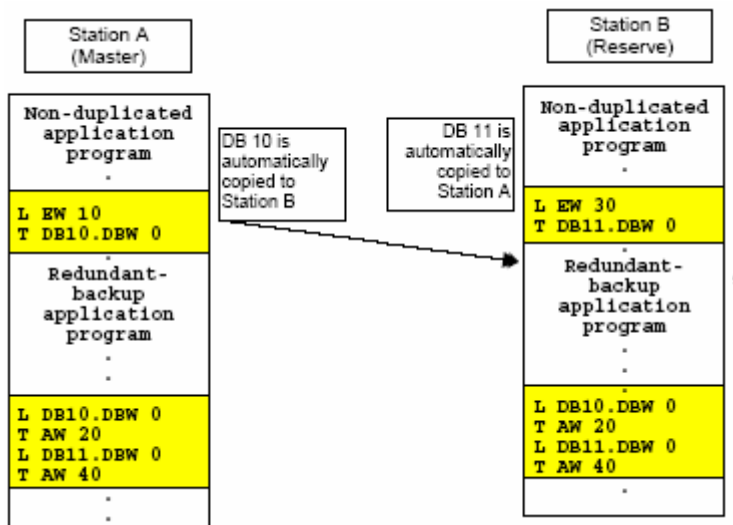 Station A
(Master)
Station B
(Reserve)
Non-duplicated
application
program
.
L EW 10
T DB10.DBW 0
.
Redundant-
backup
application
program
.
.
L DB10.DBW 0
T AW 20
L DB11.DBW 0
T AW 40
.
.
DB 10 is
automatically
copied to
Station B
DB 11 is
automatically
copied to
Station A
Non-duplicated
application
program
.
L EW 30
T DB11.DBW 0
.
Redundant-
backup
application
program
.
.
.
L DB10.DBW 0
T AW 20
L DB11.DBW 0
T AW 40
.